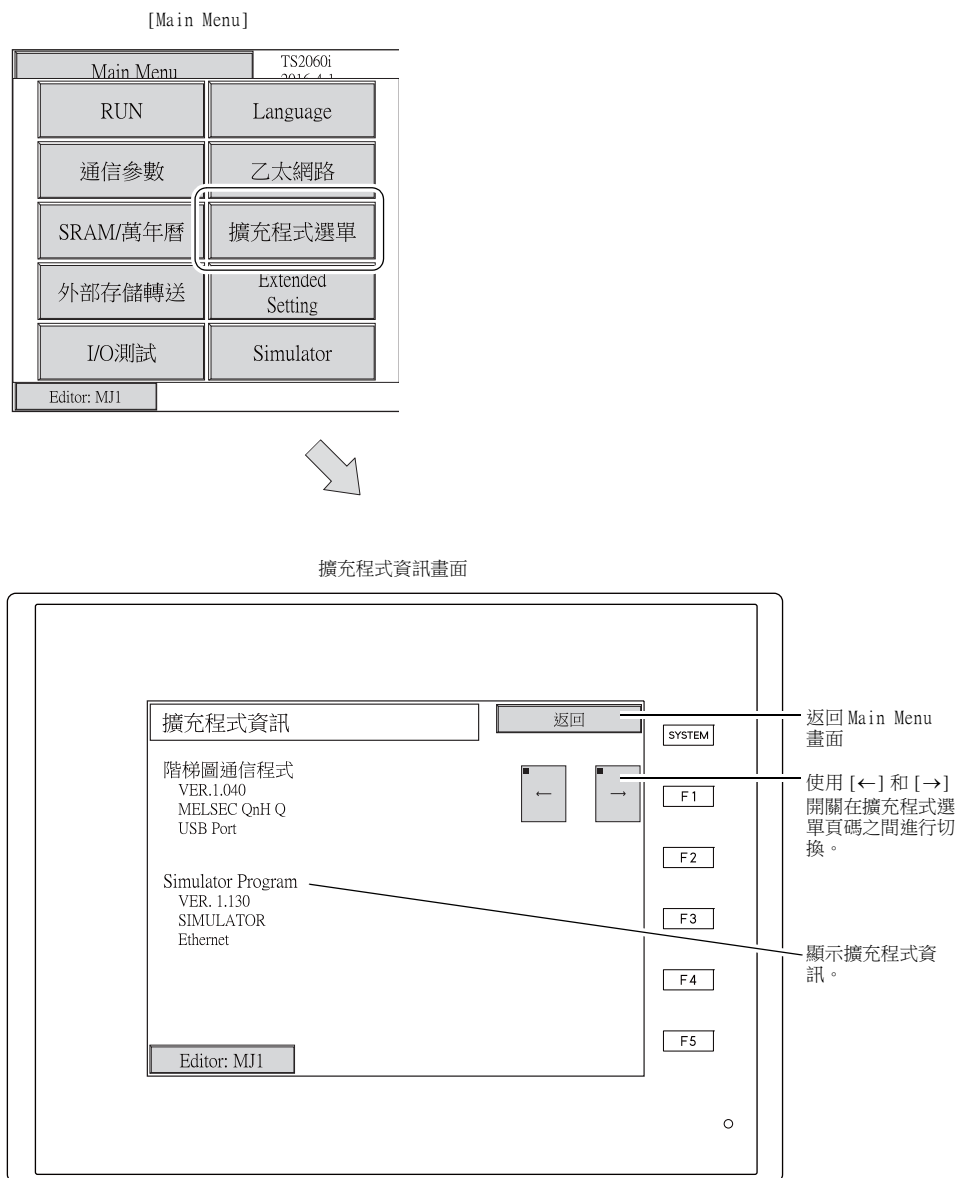 [Main Menu]
Main Menu
TS2060i
2016-4-1
RUN
Language
通信參數
乙太網路
SRAM/萬年曆
擴充程式選單
外部存儲轉送
Extended
Setting
I/O測試
Simulator
Editor: MJ1
擴充程式資訊畫面
擴充程式資訊
返回
返回 Main Menu
畫面
SYSTEM
階梯圖通信程式
VER.1.040
MELSEC QnH Q
USB Port
←
→
使用 [←] 和 [→]
開關在擴充程式選
單頁碼之間進行切
換。
F1
F2
Simulator Program
VER. 1.130
SIMULATOR
Ethernet
F3
顯示擴充程式資
訊。
F4
F5
Editor: MJ1